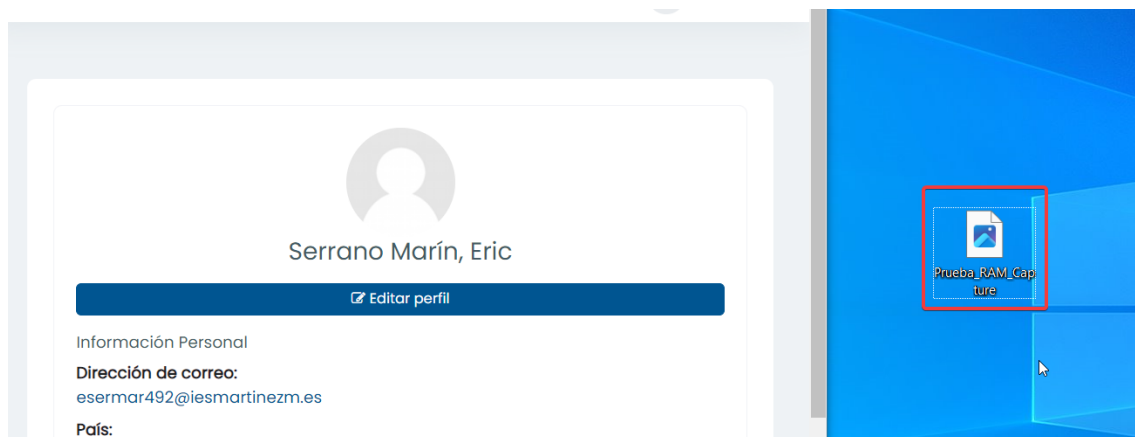 Serrano Marín, Eric
Editar perfil
Información Personal
Dirección de correo:
esermar492@iesmartinezm.es
País:
Prueba_RAM_Cap
ture